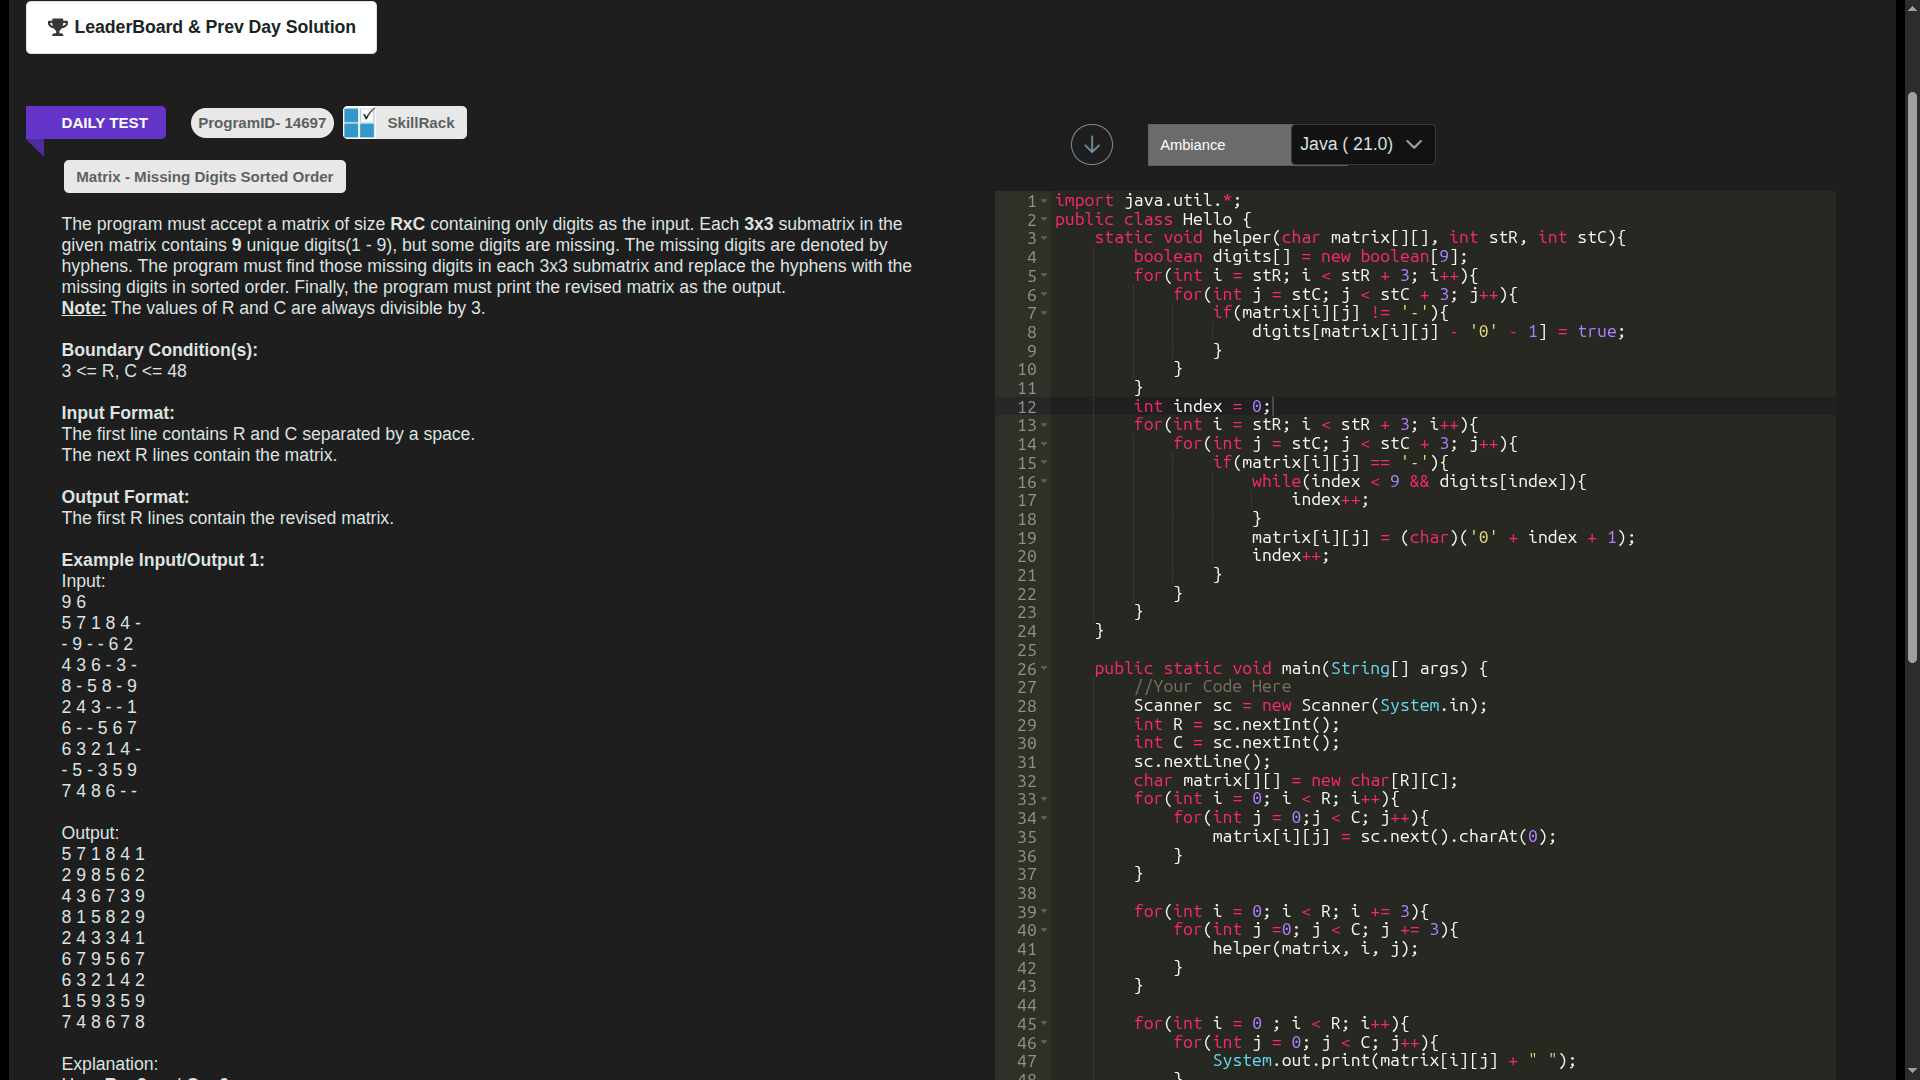 LeaderBoard & Prev Day Solution
DAILY TEST
ProgramID- 14697
SkillRack
Matrix - Missing Digits Sorted Order
The program must accept a matrix of size RxC containing only digits as the input. Each 3x3 submatrix in the
given matrix contains 9 unique digits(1 - 9), but some digits are missing. The missing digits are denoted by
hyphens. The program must find those missing digits in each 3x3 submatrix and replace the hyphens with the
missing digits in sorted order. Finally, the program must print the revised matrix as the output.
Note: The values of R and C are always divisible by 3.
Boundary Condition(s):
3 <= R, C <= 48
Input Format:
The first line contains R and C separated by a space.
The next R lines contain the matrix.
Output Format:
The first R lines contain the revised matrix.
Example Input/Output 1:
Input:
9 6
5 7 1 8 4 -
- 9 - - 6 2
4 3 6 - 3 -
8 - 5 8 - 9
2 4 3 - - 1
6 - - 5 6 7
6 3 2 1 4 -
- 5 - 3 5 9
7 4 8 6 - -
Output:
5 7 1 8 4 1
2 9 8 5 6 2
4 3 6 7 3 9
8 1 5 8 2 9
2 4 3 3 4 1
6 7 9 5 6 7
6 3 2 1 4 2
1 5 9 3 5 9
7 4 8 6 7 8
Explanation:
Ambiance
Java ( 21.0)
1 import java.util.*;
2 public class Hello {
3 static void helper(char matrix[][], int stR, int stC){
4 boolean digits[] = new boolean[9];
5 for(int i = stR; i < stR + 3; i++){
6 for(int j = stC; j < stC + 3; j++){
7 if(matrix[i][j] != '-'){
8 digits[matrix[i][j] - '0' - 1] = true;
9 }
10 }
11 }
12 int index = 0;
13 for(int i = stR; i < stR + 3; i++){
14 for(int j = stC; j < stC + 3; j++){
15 if(matrix[i][j] == '-'){
16 while(index < 9 && digits[index]){
17 index++;
18 }
19 matrix[i][j] = (char)('0' + index + 1);
20 index++;
21 }
22 }
23 }
24 }
25
26 public static void main(String[] args) {
27 //Your Code Here
28 Scanner sc = new Scanner(System.in);
29 int R = sc.nextInt();
30 int C = sc.nextInt();
31 sc.nextLine();
32 char matrix[][] = new char[R][C];
33 for(int i = 0; i < R; i++){
34 for(int j = 0;j < C; j++){
35 matrix[i][j] = sc.next().charAt(0);
36 }
37 }
38
39 for(int i = 0; i < R; i += 3){
40 for(int j =0; j < C; j += 3){
41 helper(matrix, i, j);
42 }
43 }
44
45 for(int i = 0 ; i < R; i++){
46 for(int j = 0; j < C; j++){
47 System.out.print(matrix[i][j] + " ");
48 }